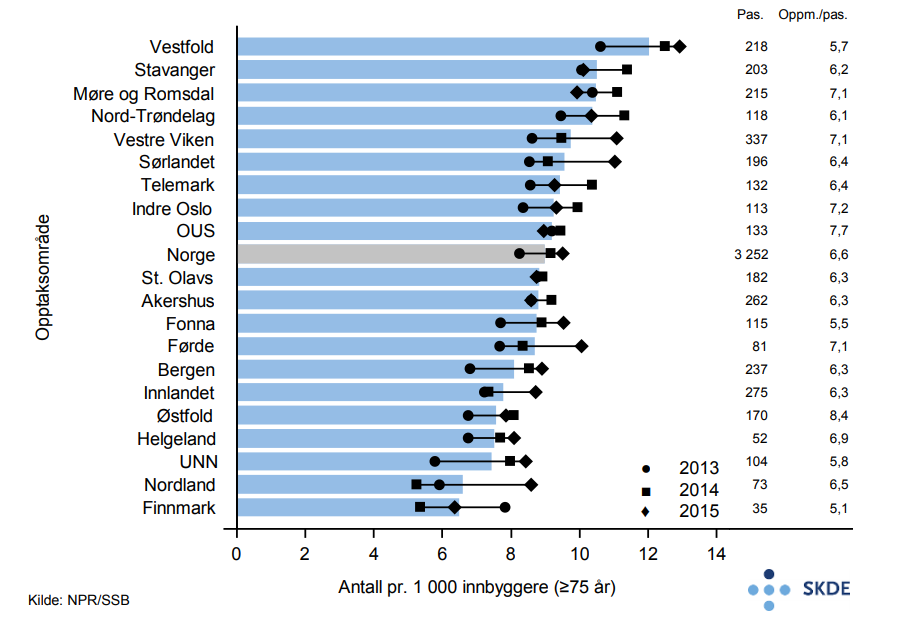 Pas. Oppm./pas.
Vestfold 218 5,7
Stavanger 203 6,2
Møre og Romsdal 215 7,1
Nord-Trøndelag 118 6,1
Vestre Viken 337 7,1
Sørlandet 196 6,4
Telemark 132 6,4
Indre Oslo 113 7,2
OUS 133 7,7
Norge 3 252 6,6
St. Olavs 182 6,3
Akershus 262 6,3
Fonna 115 5,5
Førde 81 7,1
Bergen 237 6,3
Innlandet 275 6,3
Østfold 170 8,4
Helgeland 52 6,9
UNN 104 5,8
Nordland 73 6,5
Finnmark 35 5,1
Opptaksområde
2013
2014
2015
0 2 4 6 8 10 12 14
Antall pr. 1 000 innbyggere (≥75 år)
Kilde: NPR/SSB
SKDE